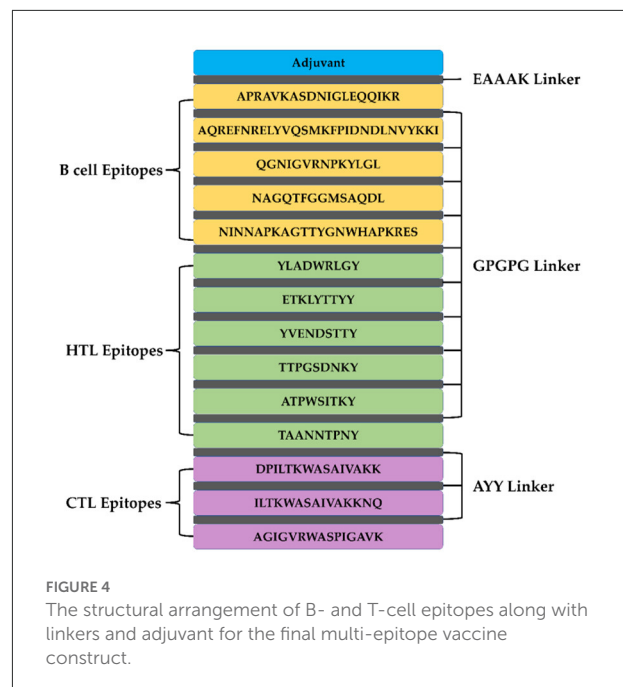 Adjuvant
EAAAK Linker
APRAVKASDNIGLEQQIKR
AQREFNRELYVQSMKFPIDNDLNVYKKI
B cell Epitopes
QGNIGVRNPKYLGL
NAGQTFGGMSAQDL
NINNAPKAGTTYGNWHAPKRES
YLADWRLGY
GPGPG Linker
ETKLYTTYY
YVENDSTTY
HTL Epitopes
TTPGSDNKY
ATPWSITKY
TAANNTPNY
DPILTKWASAIVAKK
AYY Linker
CTL Epitopes
ILTKWASAIVAKKNQ
AGIGVRWASPIGAVK
FIGURE 4
The structural arrangement of B- and T-cell epitopes along with
linkers and adjuvant for the final multi-epitope vaccine
construct.